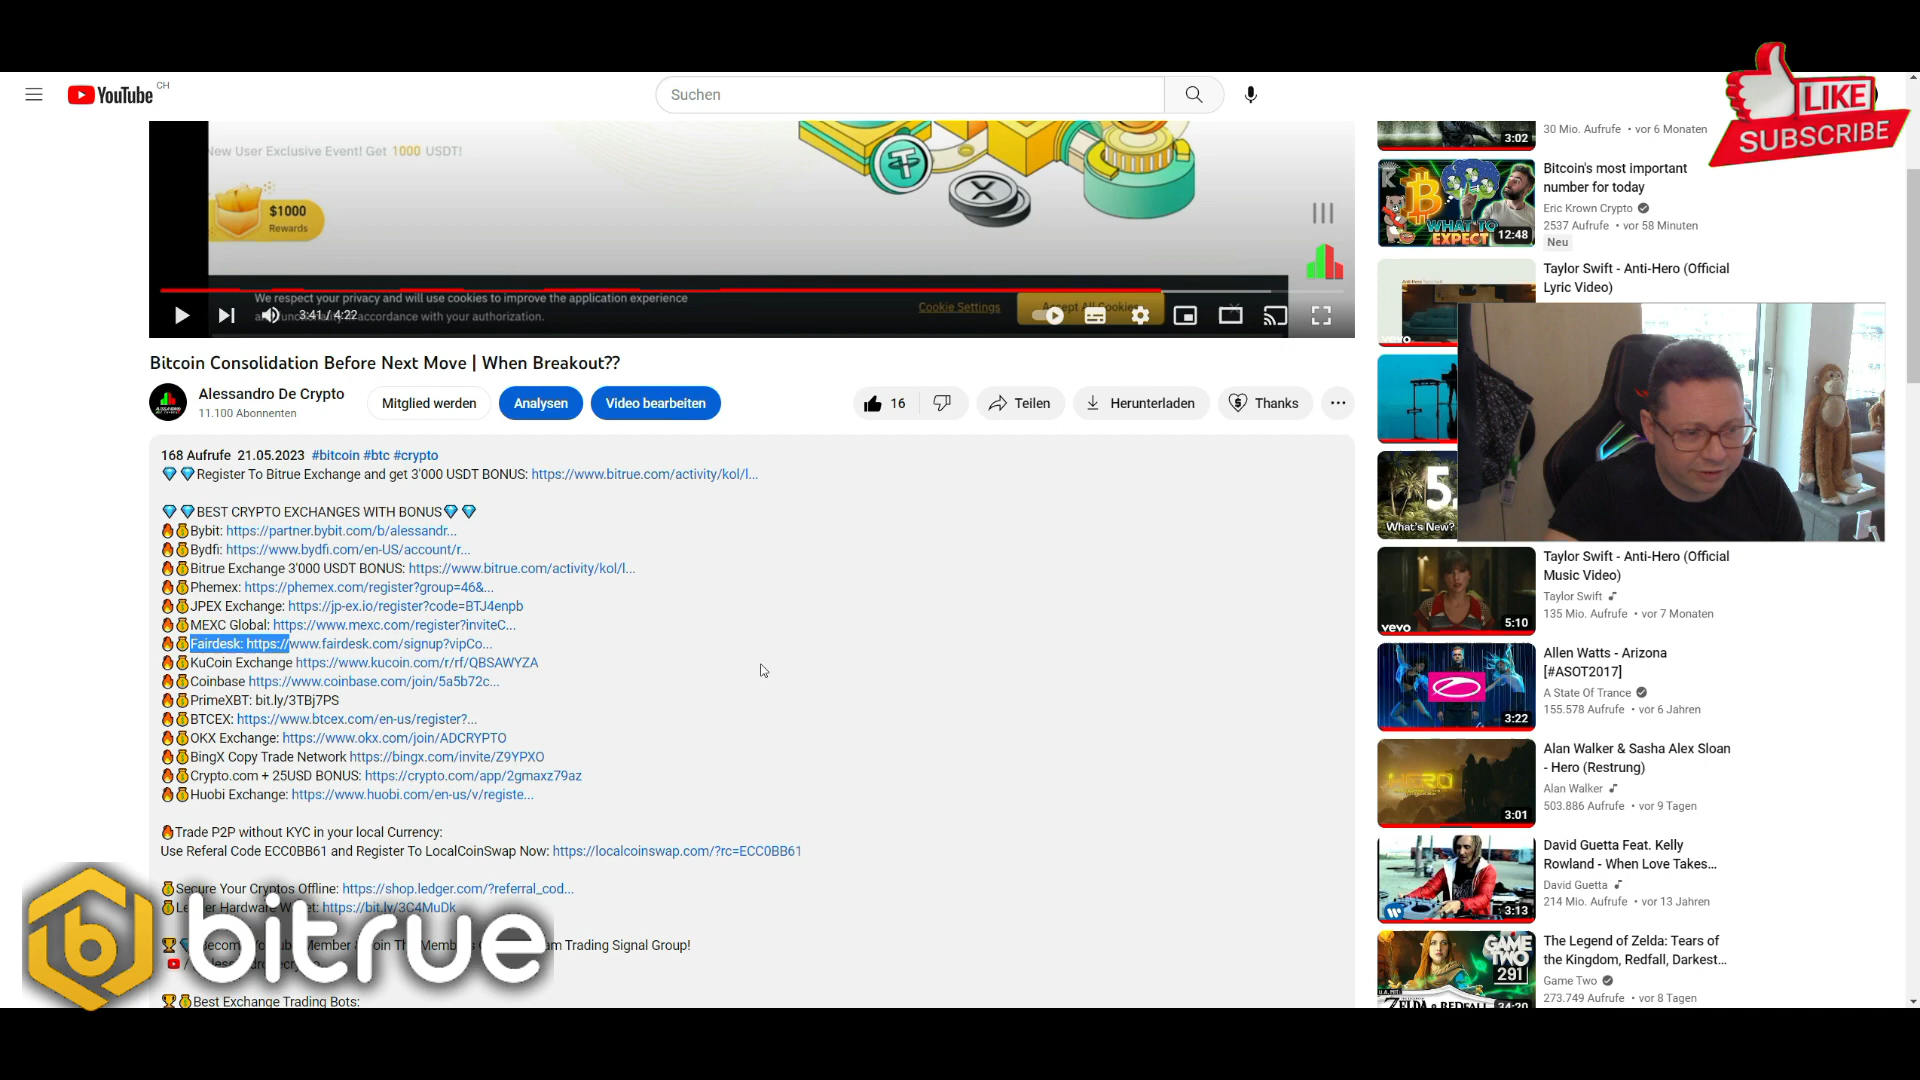 YouTube CH
Suchen
LIKE
SUBSCRIBE
New User Exclusive Event! Get 1000 USDT!
$1000
Rewards
We respect your privacy and will use cookies to improve the application experience
accordance with your authorization.
Cookie Settings
Accept All Cookies
3:41 / 4:22
Bitcoin Consolidation Before Next Move | When Breakout??
Alessandro De Crypto
11.100 Abonnenten
Mitglied werden
Analysen
Video bearbeiten
16
Teilen
Herunterladen
Thanks
168 Aufrufe 21.05.2023 #bitcoin #btc #crypto
💎💎Register To Bitrue Exchange and get 3'000 USDT BONUS: https://www.bitrue.com/activity/kol/l...
💎💎BEST CRYPTO EXCHANGES WITH BONUS💎💎
🔥💰Bybit: https://partner.bybit.com/b/alessandr...
🔥💰Bydfi: https://www.bydfi.com/en-US/account/r...
🔥💰Bitrue Exchange 3'000 USDT BONUS: https://www.bitrue.com/activity/kol/l...
🔥💰Phemex: https://phemex.com/register?group=46&...
🔥💰JPEX Exchange: https://jp-ex.io/register?code=BTJ4enpb
🔥💰MEXC Global: https://www.mexc.com/register?inviteC...
🔥💰Fairdesk: https://www.fairdesk.com/signup?vipCo...
🔥💰KuCoin Exchange https://www.kucoin.com/r/rf/QBSAWYZA
🔥💰Coinbase https://www.coinbase.com/join/5a5b72c...
🔥💰PrimeXBT: bit.ly/3TBj7PS
🔥💰BTCEX: https://www.btcex.com/en-us/register?...
🔥💰OKX Exchange: https://www.okx.com/join/ADCRYPTO
🔥💰BingX Copy Trade Network https://bingx.com/invite/Z9YPXO
🔥💰Crypto.com + 25USD BONUS: https://crypto.com/app/2gmaxz79az
🔥💰Huobi Exchange: https://www.huobi.com/en-us/v/registe...
🔥Trade P2P without KYC in your local Currency:
Use Referal Code ECC0BB61 and Register To LocalCoinSwap Now: https://localcoinswap.com/?rc=ECC0BB61
💰Secure Your Cryptos Offline: https://shop.ledger.com/?referral_cod...
https://bit.ly/3C4MuDk
Trading Signal Group!
🏆💰Best Exchange Trading Bots:
bitrue
3:02
30 Mio. Aufrufe • vor 6 Monaten
WHAT TO
EXPECT
12:48
Bitcoin's most important
number for today
Eric Krown Crypto
2537 Aufrufe • vor 58 Minuten
Neu
Taylor Swift - Anti-Hero (Official
Lyric Video)
vevo
5.
What's New?
vevo
5:10
Taylor Swift - Anti-Hero (Official
Music Video)
Taylor Swift
135 Mio. Aufrufe • vor 7 Monaten
3:22
Allen Watts - Arizona
[#ASOT2017]
A State Of Trance
155.578 Aufrufe • vor 6 Jahren
HERO
3:01
Alan Walker & Sasha Alex Sloan
- Hero (Restrung)
Alan Walker
503.886 Aufrufe • vor 9 Tagen
3:13
David Guetta Feat. Kelly
Rowland - When Love Takes...
David Guetta
214 Mio. Aufrufe • vor 13 Jahren
GAME
TWO
291
ZELDA & REDFALL
34:20
The Legend of Zelda: Tears of
the Kingdom, Redfall, Darkest...
Game Two
273.749 Aufrufe • vor 8 Tagen